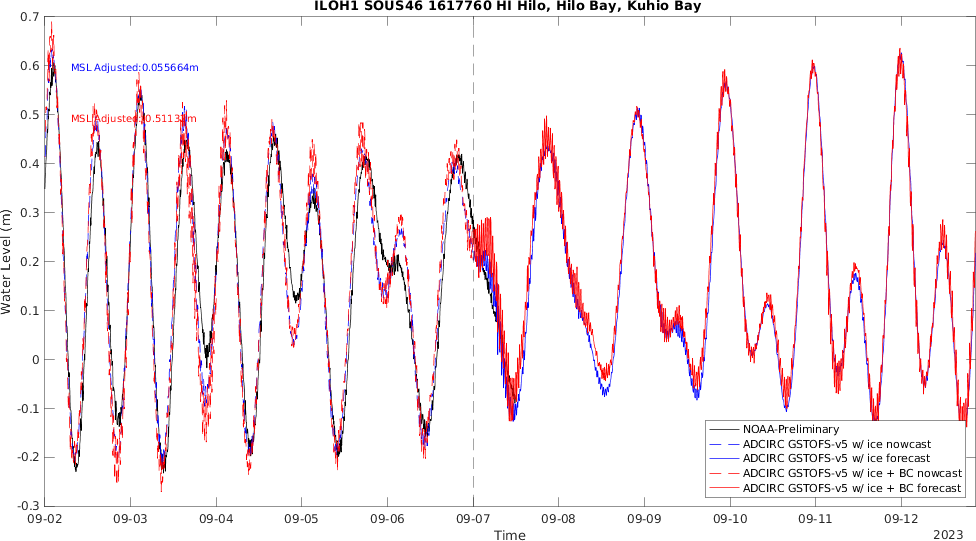 ILOH1 SOUS46 1617760 HI Hilo, Hilo Bay, Kuhio Bay
0.7
0.6
0.5
0.4
0.3
0.2
0.1
0
-0.1
-0.2
-0.3
Water Level (m)
MSL Adjusted:0.055664m
MSL Adjusted:
NOAA-Preliminary
ADCIRC GSTOFS-v5 w/ ice nowcast
ADCIRC GSTOFS-v5 w/ ice forecast
ADCIRC GSTOFS-v5 w/ ice + BC nowcast
ADCIRC GSTOFS-v5 w/ ice + BC forecast
09-02 09-03 09-04 09-05 09-06 09-07 09-08 09-09 09-10 09-11 09-12
Time
2023